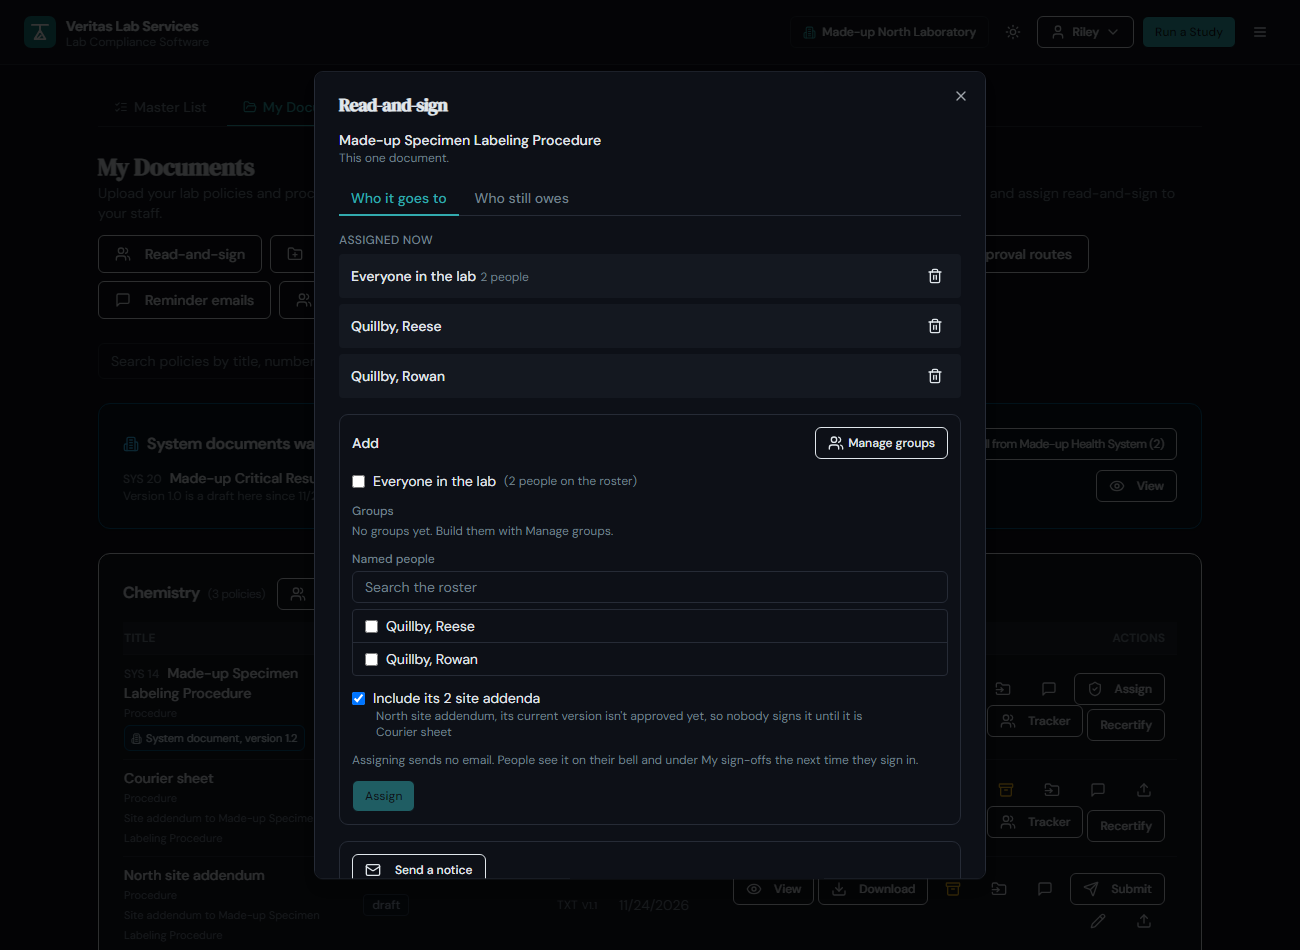 Veritas Lab Services
Lab Compliance Software
Made-up North Laboratory
Riley
Run a Study
Master List
My Doc
My Documents
Upload your lab policies and proc
and assign read-and-sign to
your staff.
Read-and-sign
proval routes
Reminder emails
Search policies by title, number
System documents wa
ll from Made-up Health System (2)
SYS 20 Made-up Critical Resu
Version 1.0 is a draft here since 11/2
View
Chemistry (3 policies)
TITLE
ACTIONS
SYS 14 Made-up Specimen
Labeling Procedure
Procedure
System document, version 1.2
Assign
Tracker
Recertify
Courier sheet
Procedure
Site addendum to Made-up Specime
Labeling Procedure
Tracker
Recertify
North site addendum
Procedure
Site addendum to Made-up Specimen
Labeling Procedure
draft
TXT v1.1
11/24/2026
View
Download
Submit
Read-and-sign
Made-up Specimen Labeling Procedure
This one document.
Who it goes to
Who still owes
ASSIGNED NOW
Everyone in the lab 2 people
Quillby, Reese
Quillby, Rowan
Add
Manage groups
Everyone in the lab (2 people on the roster)
Groups
No groups yet. Build them with Manage groups.
Named people
Search the roster
Quillby, Reese
Quillby, Rowan
Include its 2 site addenda
North site addendum, its current version isn't approved yet, so nobody signs it until it is
Courier sheet
Assigning sends no email. People see it on their bell and under My sign-offs the next time they sign in.
Assign
Send a notice